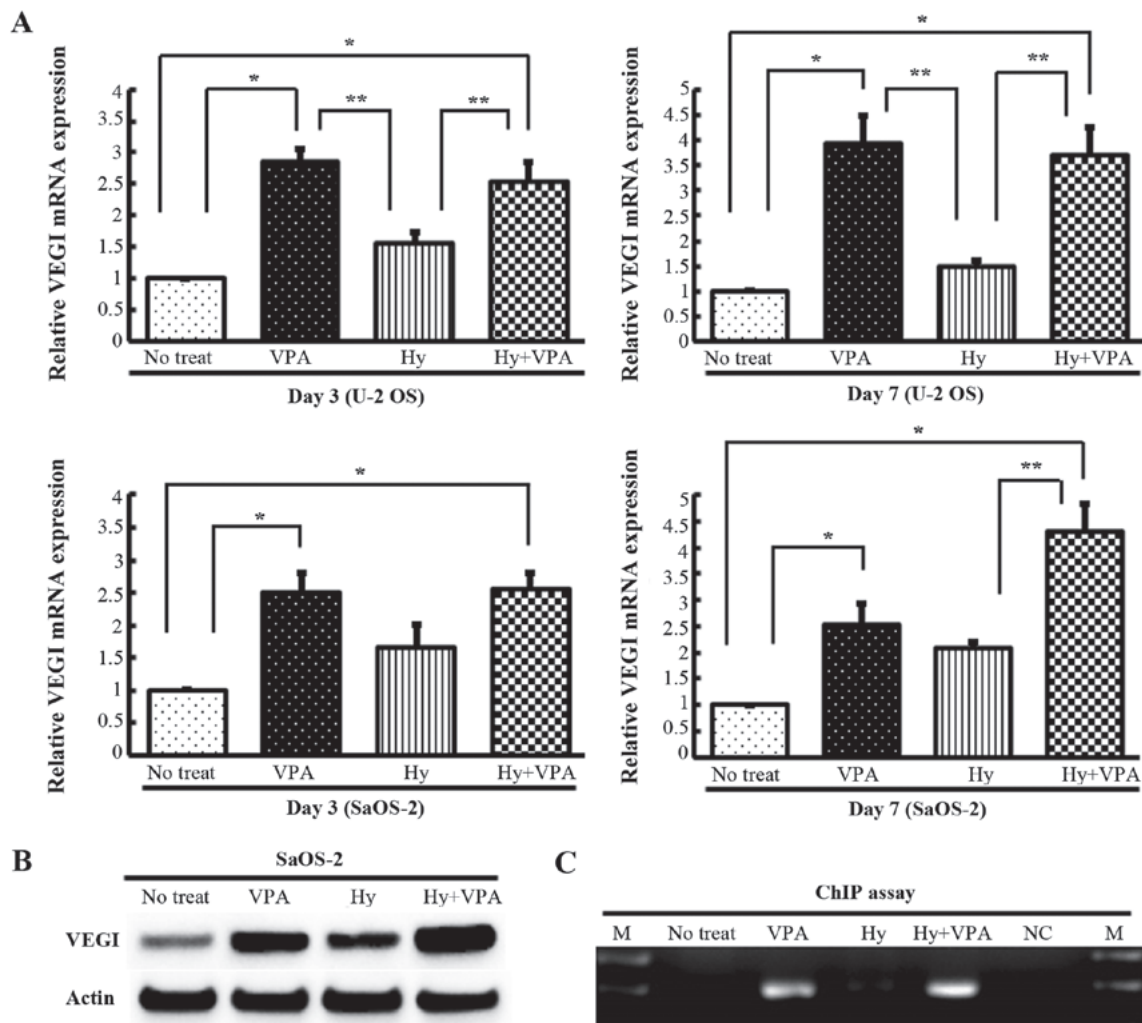 A
Relative VEGI mRNA expression
4
3.5
3
2.5
2
1.5
1
0.5
0
*
*
**
**
No treat VPA Hy Hy+VPA
Day 3 (U-2 OS)
Relative VEGI mRNA expression
5
4.5
4
3.5
3
2.5
2
1.5
1
0.5
0
*
*
**
**
No treat VPA Hy Hy+VPA
Day 7 (U-2 OS)
Relative VEGI mRNA expression
4
3.5
3
2.5
2
1.5
1
0.5
0
*
*
No treat VPA Hy Hy+VPA
Day 3 (SaOS-2)
Relative VEGI mRNA expression
5
4.5
4
3.5
3
2.5
2
1.5
1
0.5
0
*
**
*
No treat VPA Hy Hy+VPA
Day 7 (SaOS-2)
B
SaOS-2
No treat VPA Hy Hy+VPA
VEGI
Actin
C
ChIP assay
M No treat VPA Hy Hy+VPA NC M